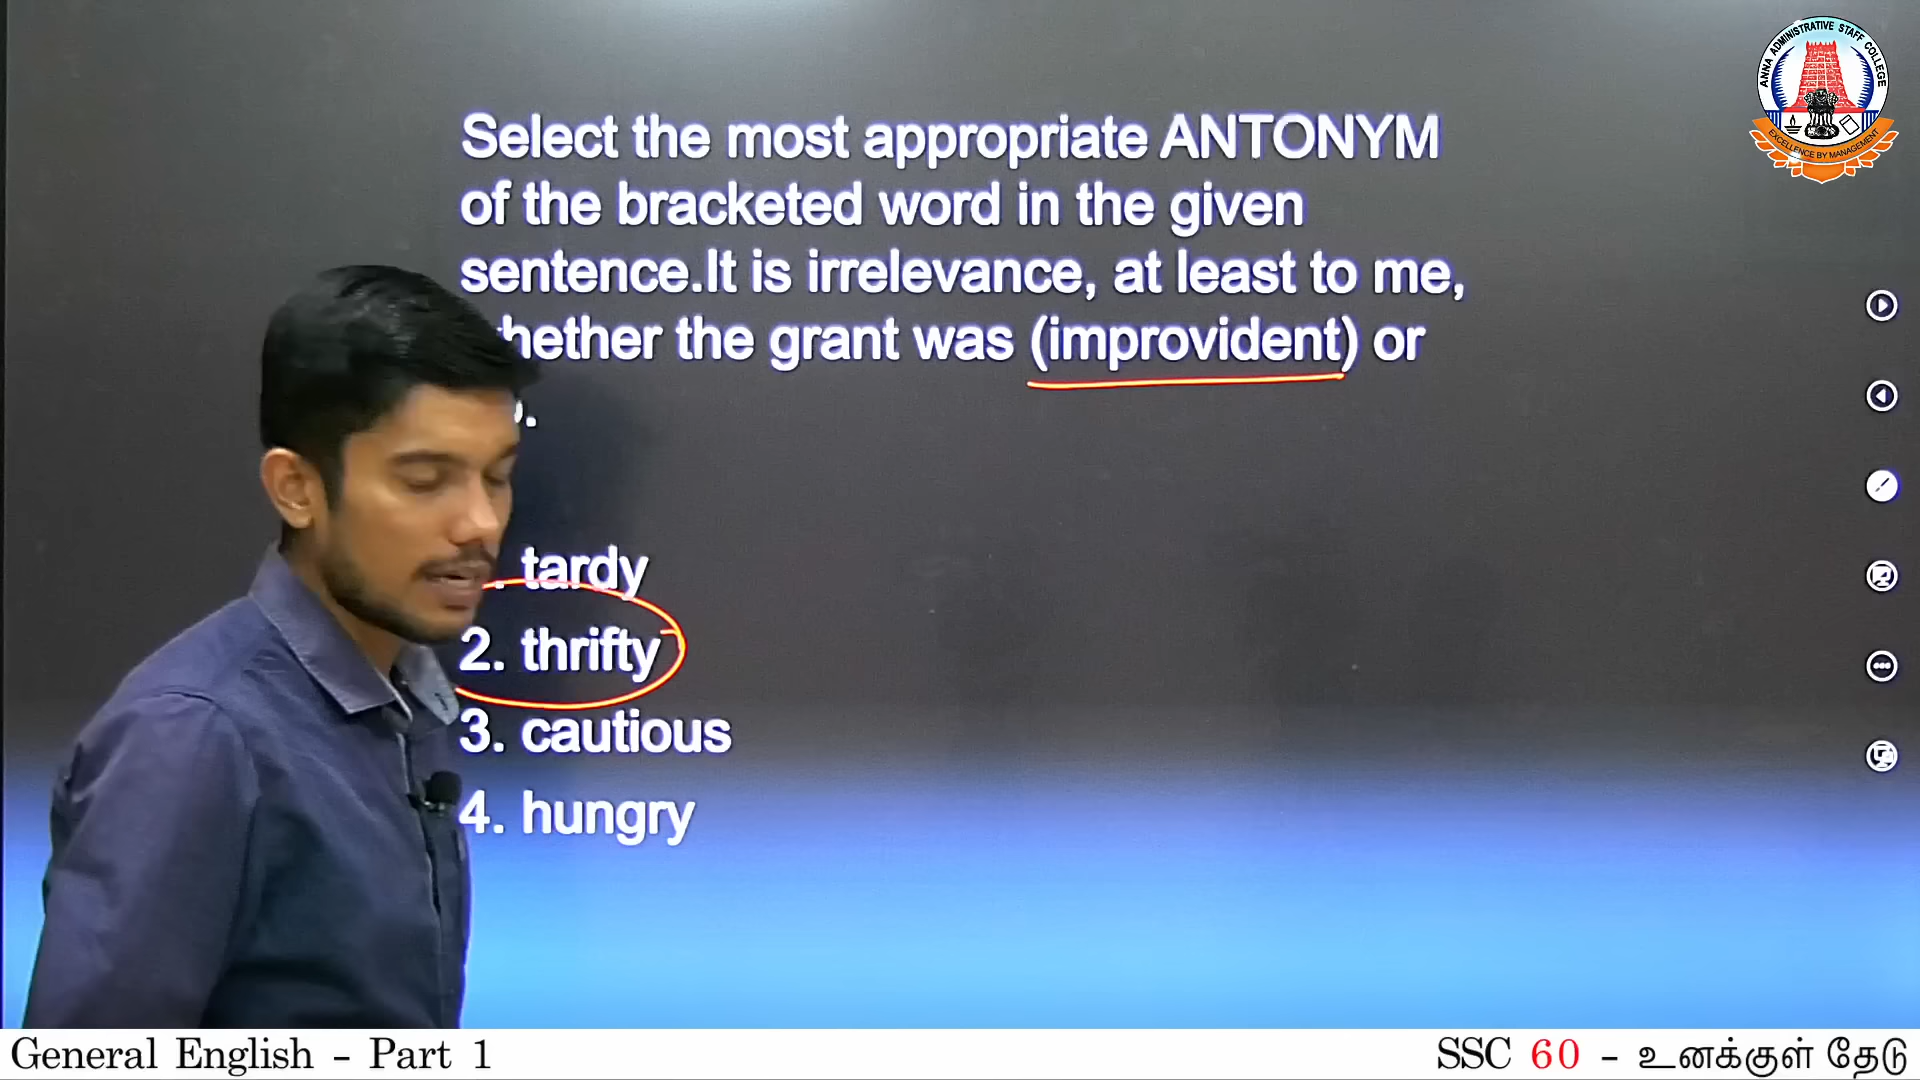 ANNA ADMINISTRATIVE STAFF COLLEGE
EXCELLENCE BY MANAGEMENT
Select the most appropriate ANTONYM
of the bracketed word in the given
sentence.It is irrelevance, at least to me,
the grant was (improvident) or
tardy
2. thrifty
3. cautious
4. hungry
General English - Part 1
SSC 60 - உனக்குள் தேடு